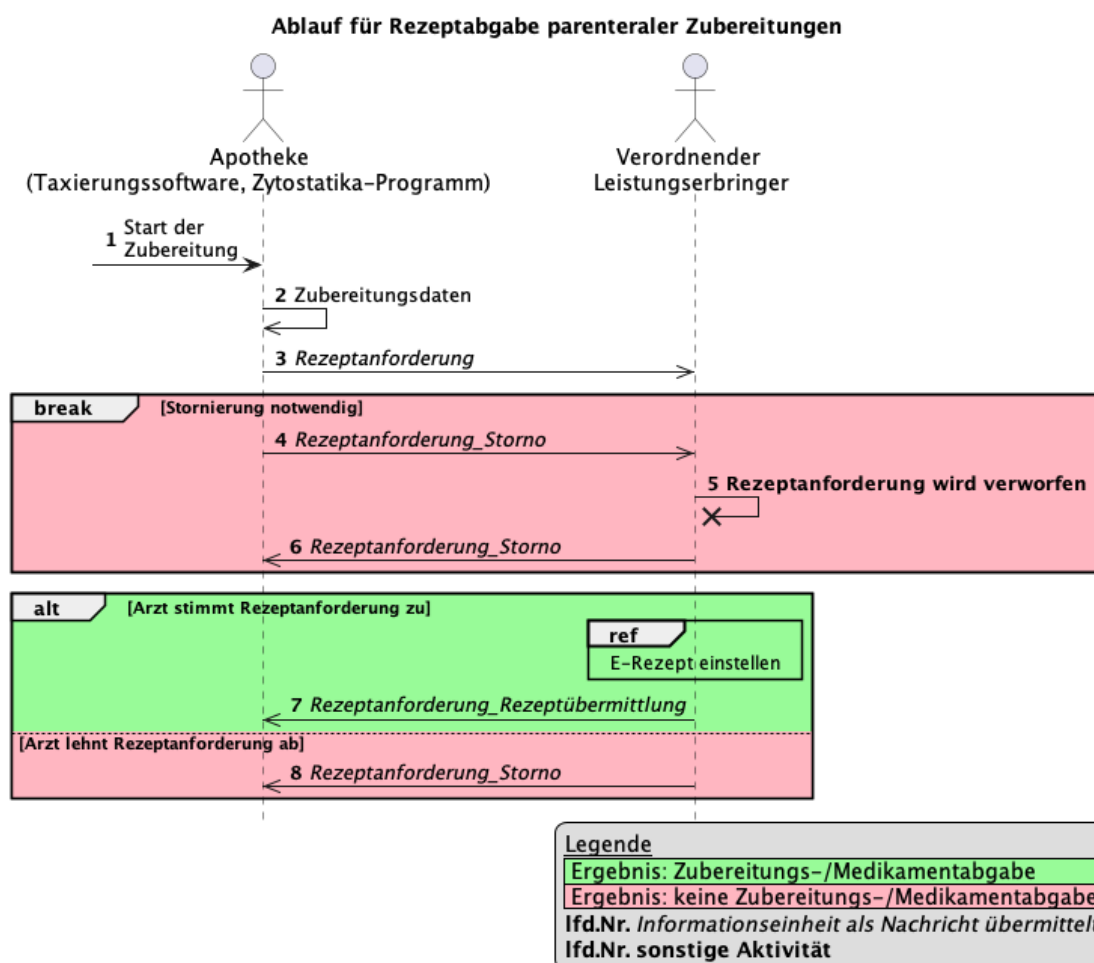 Ablauf für Rezeptabgabe parenteraler Zubereitungen
Apotheke
(Taxierungssoftware, Zytostatika-Programm)
Verordnender
Leistungserbringer
1 Start der
Zubereitung
2 Zubereitungsdaten
3 Rezeptanforderung
break [Stornierung notwendig]
4 Rezeptanforderung_Storno
5 Rezeptanforderung wird verworfen
6 Rezeptanforderung_Storno
alt [Arzt stimmt Rezeptanforderung zu]
ref
E-Rezept einstellen
7 Rezeptanforderung_Rezeptübermittlung
[Arzt lehnt Rezeptanforderung ab]
8 Rezeptanforderung_Storno
Legende
Ergebnis: Zubereitungs-/Medikamentabgabe
Ergebnis: keine Zubereitungs-/Medikamentabgabe
lfd.Nr. Informationseinheit als Nachricht übermittelt
lfd.Nr. sonstige Aktivität